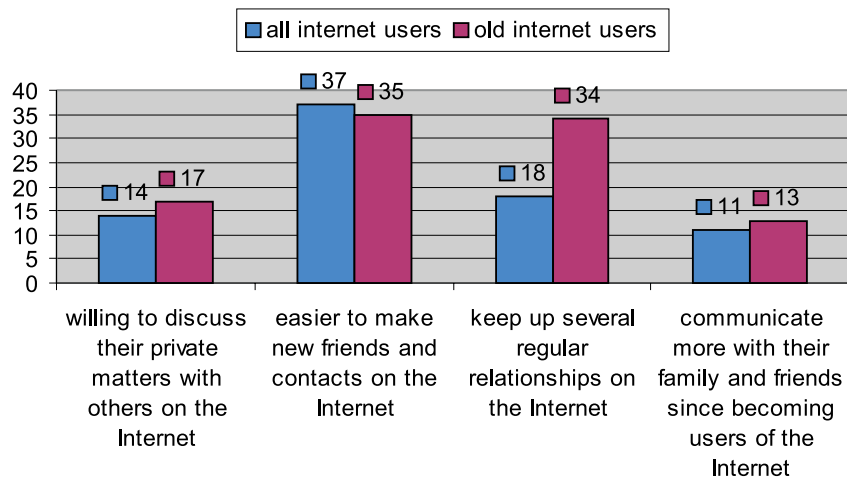 all internet users old internet users
40
35
30
25
20
15
10
5
0
14 17
37 35
18 34
11 13
willing to discuss
their private
matters with
others on the
Internet
easier to make
new friends and
contacts on the
Internet
keep up several
regular
relationships on
the Internet
communicate
more with their
family and friends
since becoming
users of the
Internet